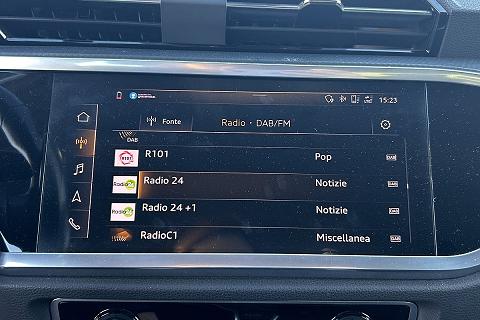 15:23
Fonte
Radio • DAB/FM
DAB
R101 Pop DAB
Radio 24 Notizie DAB
Radio 24 +1 Notizie DAB
RadioC1 Miscellanea DAB